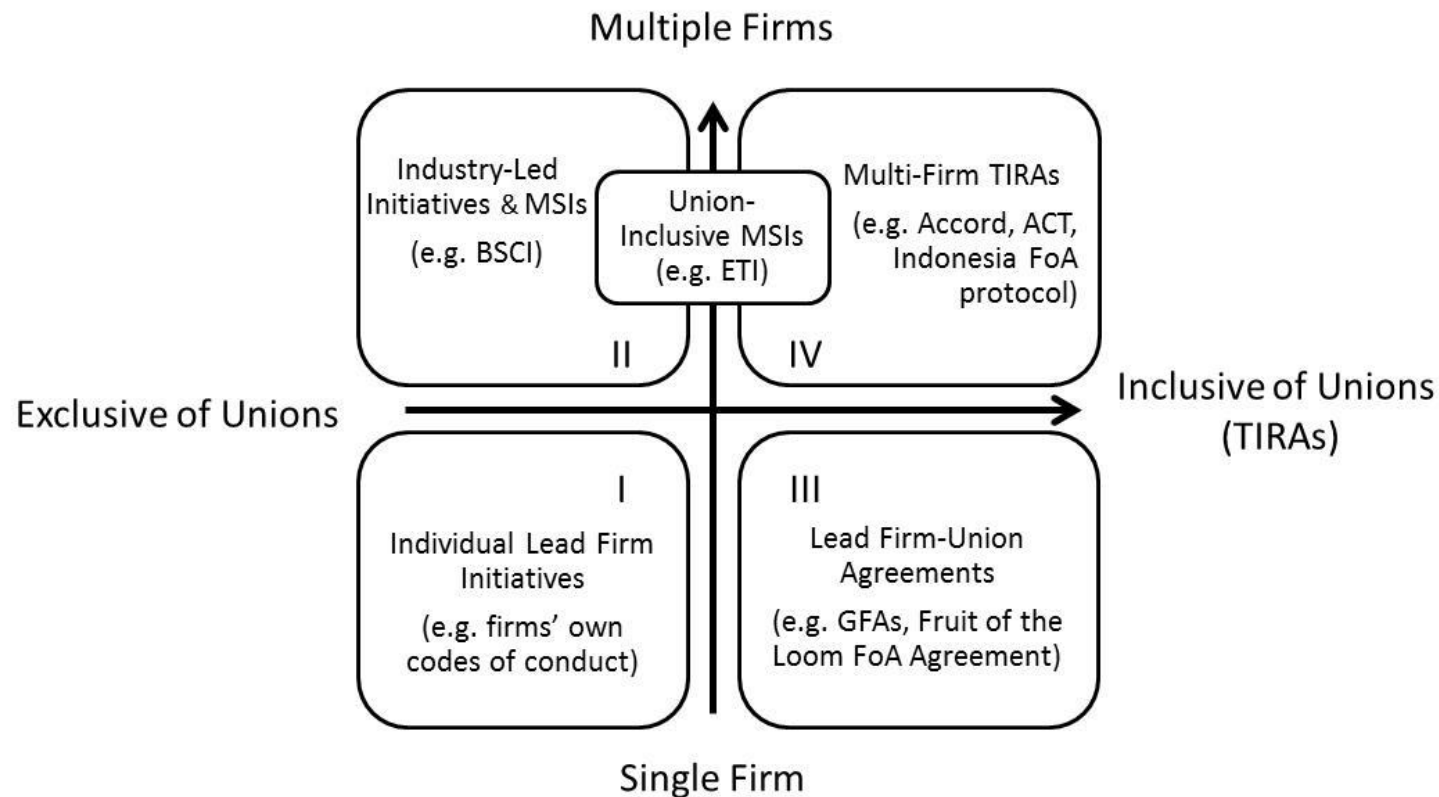 Multiple Firms
Industry-Led
Initiatives & MSIs
(e.g. BSCI)
II
Union-
Inclusive MSIs
(e.g. ETI)
Multi-Firm TIRAs
(e.g. Accord, ACT,
Indonesia FoA
protocol)
IV
Exclusive of Unions
Inclusive of Unions
(TIRAs)
I
Individual Lead Firm
Initiatives
(e.g. firms’ own
codes of conduct)
III
Lead Firm-Union
Agreements
(e.g. GFAs, Fruit of the
Loom FoA Agreement)
Single Firm